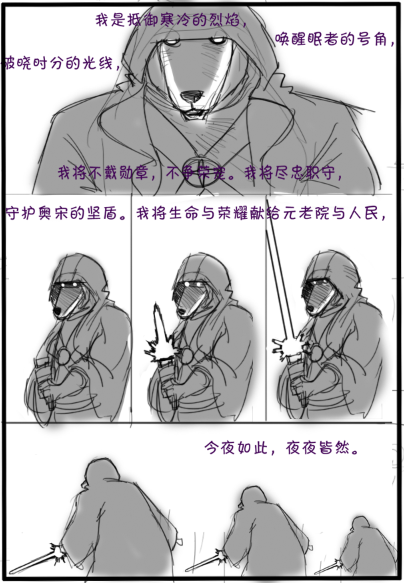 我是抵御寒冷的烈焰，
唤醒眠者的号角，
破晓时分的光线，
我将不戴勋章，不争荣宠。我将尽忠职守，
守护奥宋的坚盾。我将生命与荣耀献给元老院与人民，
今夜如此，夜夜皆然。